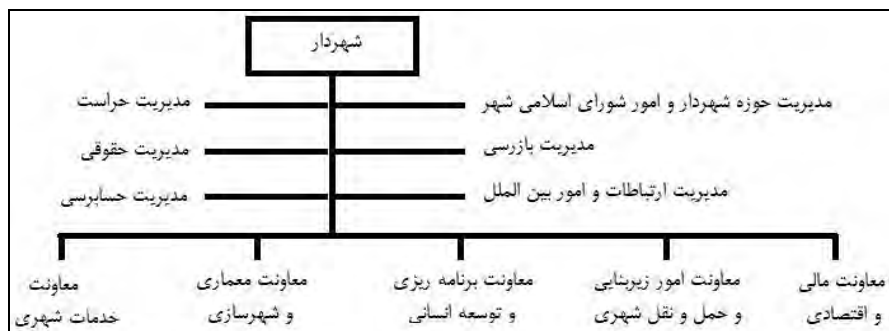 شهردار
مدیریت حوزه شهردار و امور شورای اسلامی شهر
مدیریت حراست
مدیریت بازرسی
مدیریت حقوقی
مدیریت ارتباطات و امور بین الملل
مدیریت حسابرسی
معاونت مالی
و اقتصادی
معاونت امور زیربنایی
و حمل و نقل شهری
معاونت برنامه ریزی
و توسعه انسانی
معاونت معماری
و شهرسازی
معاونت
خدمات شهری